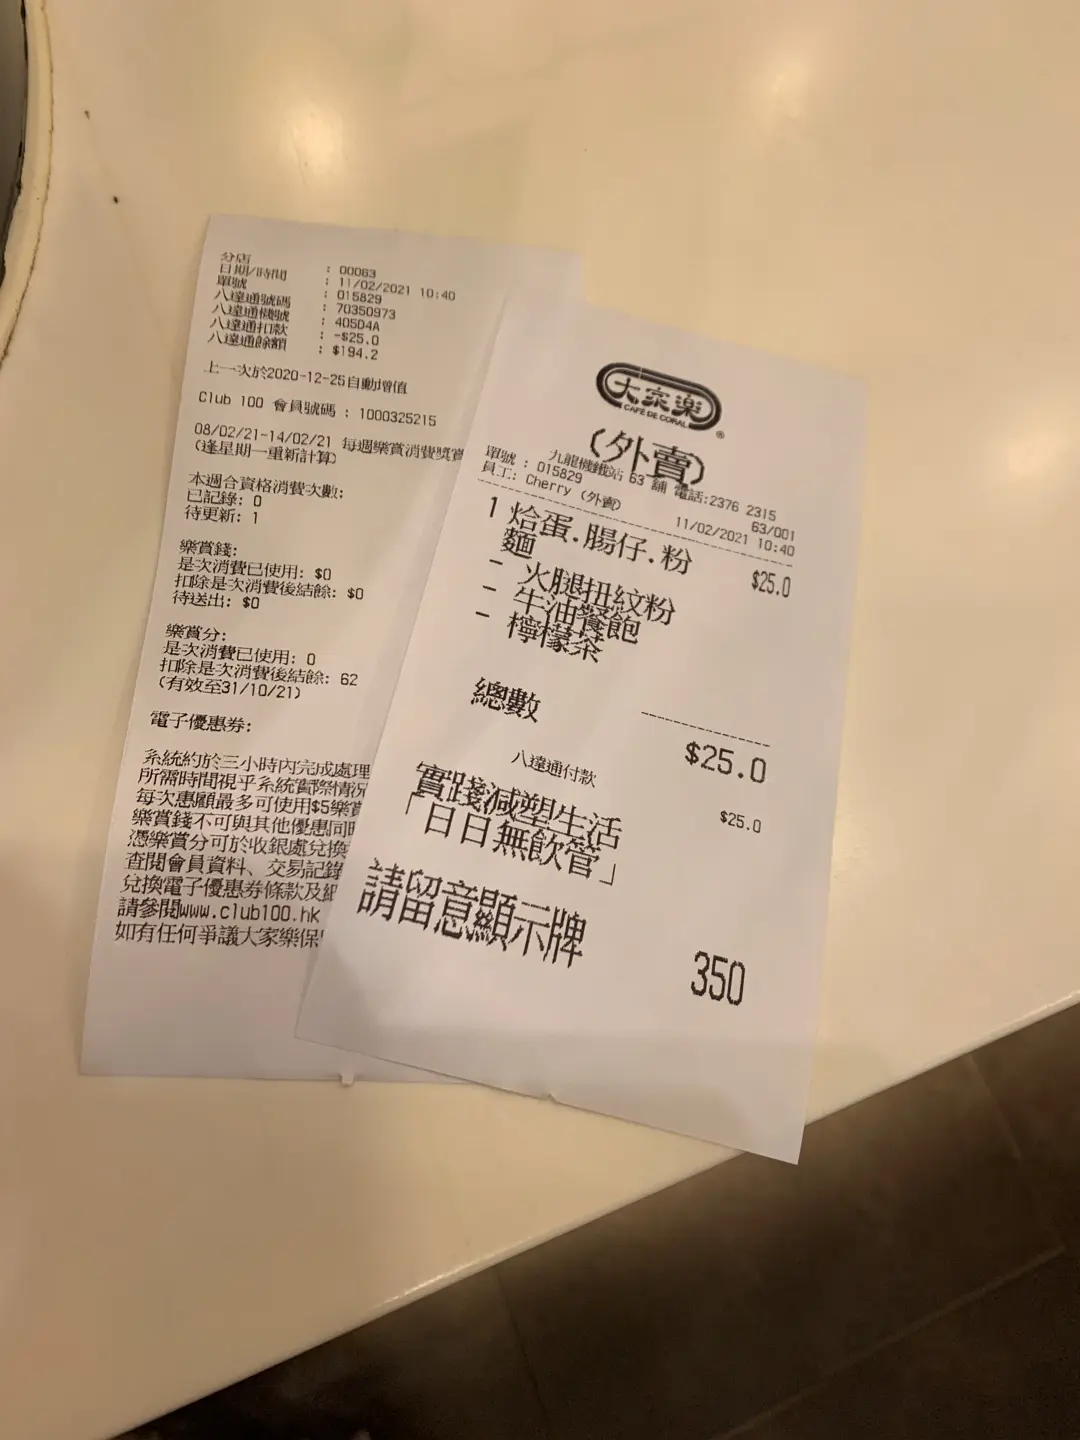 分店 : 00063
日期/時間 : 11/02/2021 10:40
單號 : 015829
八達通號碼 : 70350973
八達通機號 : 405D4A
八達通扣款 : -$25.0
八達通餘額 : $194.2
上一次於2020-12-25自動增值
Club 100 會員號碼 : 1000325215
08/02/21-14/02/21 每週樂賞消費獎賞
(逢星期一重新計算)
本週合資格消費次數:
已記錄: 0
待更新: 1
樂賞錢:
是次消費已使用: $0
扣除是次消費後結餘: $0
待送出: $0
樂賞分:
是次消費已使用: 0
扣除是次消費後結餘: 62
(有效至31/10/21)
電子優惠券:
系統約於三小時內完成處理
所需時間視乎系統實際情況
每次惠顧最多可使用$5樂賞
樂賞錢不可與其他優惠同時
憑樂賞分可於收銀處兌換
查閱會員資料、交易記錄
兌換電子優惠券條款及細
請參閱www.club100.hk
如有任何爭議大家樂保
大家樂
CAFÉ DE CORAL
®
(外賣)
九龍機鐵站 63 舖 電話:2376 2315
單號 : 015829 63/001
員工: Cherry (外賣) 11/02/2021 10:40
1 烚蛋.腸仔.粉 $25.0
麵
- 火腿扭紋粉
- 牛油餐飽
- 檸檬茶
總數 $25.0
八達通付款 $25.0
實踐減塑生活
「日日無飲管」
請留意顯示牌 350